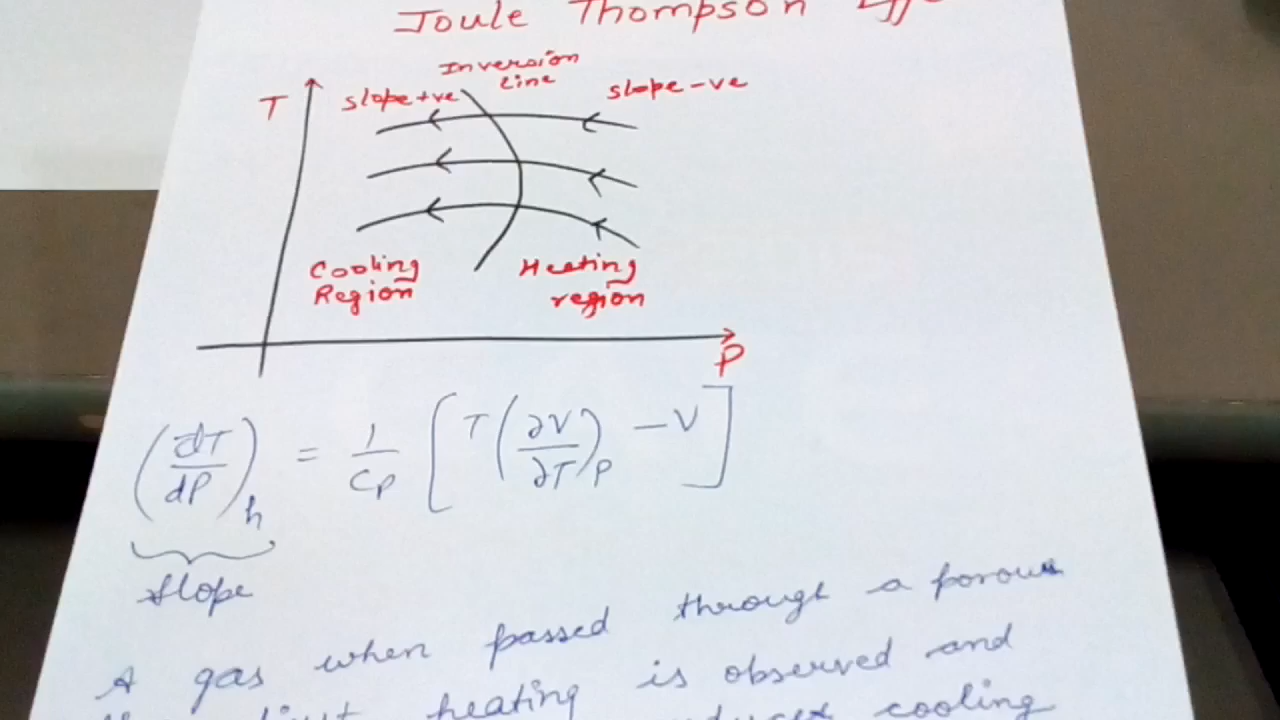 Joule Thompson
Inversion
line
T
slope +ve
slope -ve
Cooling
Region
Heating
region
P
(dT/dP)h = 1/CP [T(∂V/∂T)P - V]
slope
A gas when passed through a porous
heating is observed and
cooling